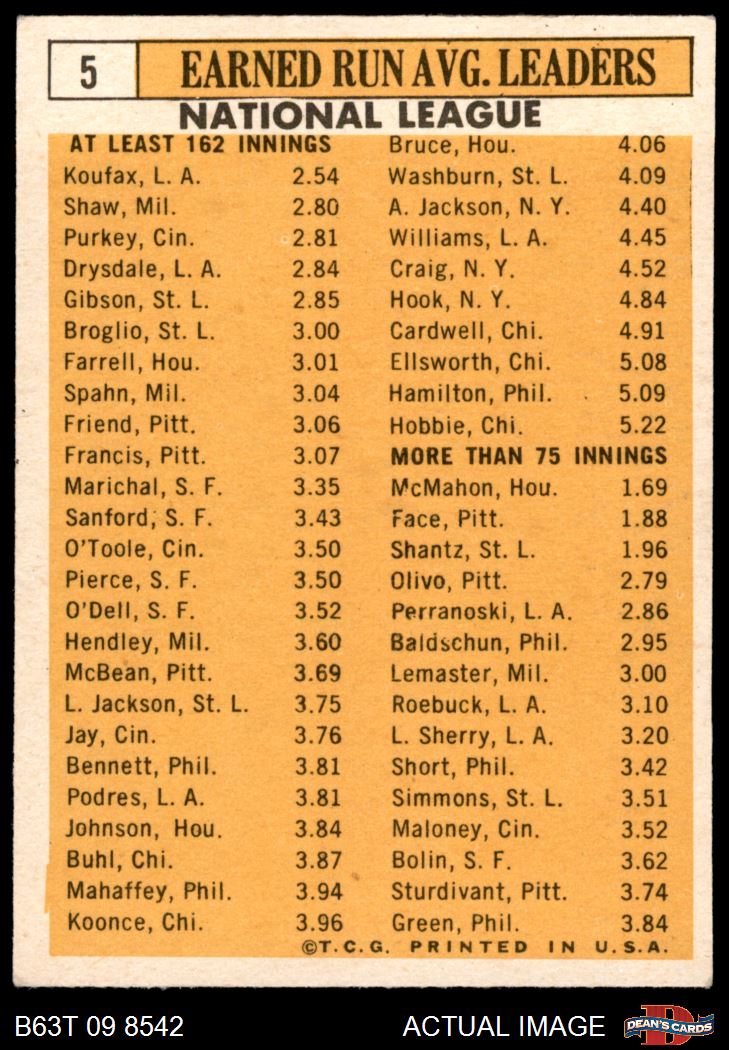 5
EARNED RUN AVG. LEADERS
NATIONAL LEAGUE
AT LEAST 162 INNINGS
Koufax, L. A. 2.54
Shaw, Mil. 2.80
Purkey, Cin. 2.81
Drysdale, L. A. 2.84
Gibson, St. L. 2.85
Broglio, St. L. 3.00
Farrell, Hou. 3.01
Spahn, Mil. 3.04
Friend, Pitt. 3.06
Francis, Pitt. 3.07
Marichal, S. F. 3.35
Sanford, S. F. 3.43
O'Toole, Cin. 3.50
Pierce, S. F. 3.50
O'Dell, S. F. 3.52
Hendley, Mil. 3.60
McBean, Pitt. 3.69
L. Jackson, St. L. 3.75
Jay, Cin. 3.76
Bennett, Phil. 3.81
Podres, L. A. 3.81
Johnson, Hou. 3.84
Buhl, Chi. 3.87
Mahaffey, Phil. 3.94
Koonce, Chi. 3.96
Bruce, Hou. 4.06
Washburn, St. L. 4.09
A. Jackson, N. Y. 4.40
Williams, L. A. 4.45
Craig, N. Y. 4.52
Hook, N. Y. 4.84
Cardwell, Chi. 4.91
Ellsworth, Chi. 5.08
Hamilton, Phil. 5.09
Hobbie, Chi. 5.22
MORE THAN 75 INNINGS
McMahon, Hou. 1.69
Face, Pitt. 1.88
Shantz, St. L. 1.96
Olivo, Pitt. 2.79
Perranoski, L. A. 2.86
Baldschun, Phil. 2.95
Lemaster, Mil. 3.00
Roebuck, L. A. 3.10
L. Sherry, L. A. 3.20
Short, Phil. 3.42
Simmons, St. L. 3.51
Maloney, Cin. 3.52
Bolin, S. F. 3.62
Sturdivant, Pitt. 3.74
Green, Phil. 3.84
©T.C.G. PRINTED IN U.S.A.
B63T 09 8542
ACTUAL IMAGE
D
DEAN'S CARDS